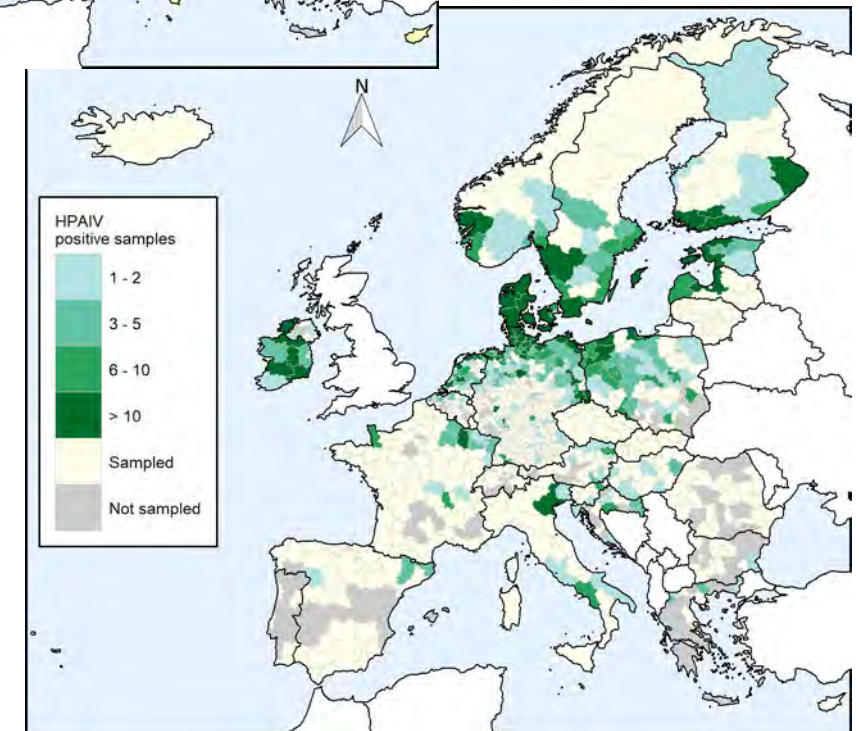 N
HPAIV
positive samples
1 - 2
3 - 5
6 - 10
> 10
Sampled
Not sampled